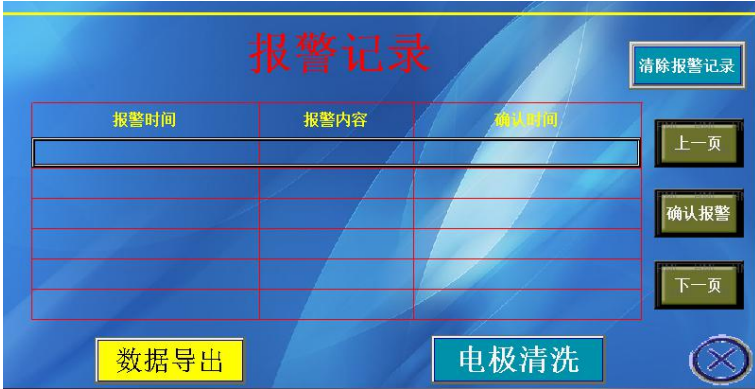 报警记录
清除报警记录
报警时间 报警内容 确认时间
上一页
确认报警
下一页
数据导出
电极清洗